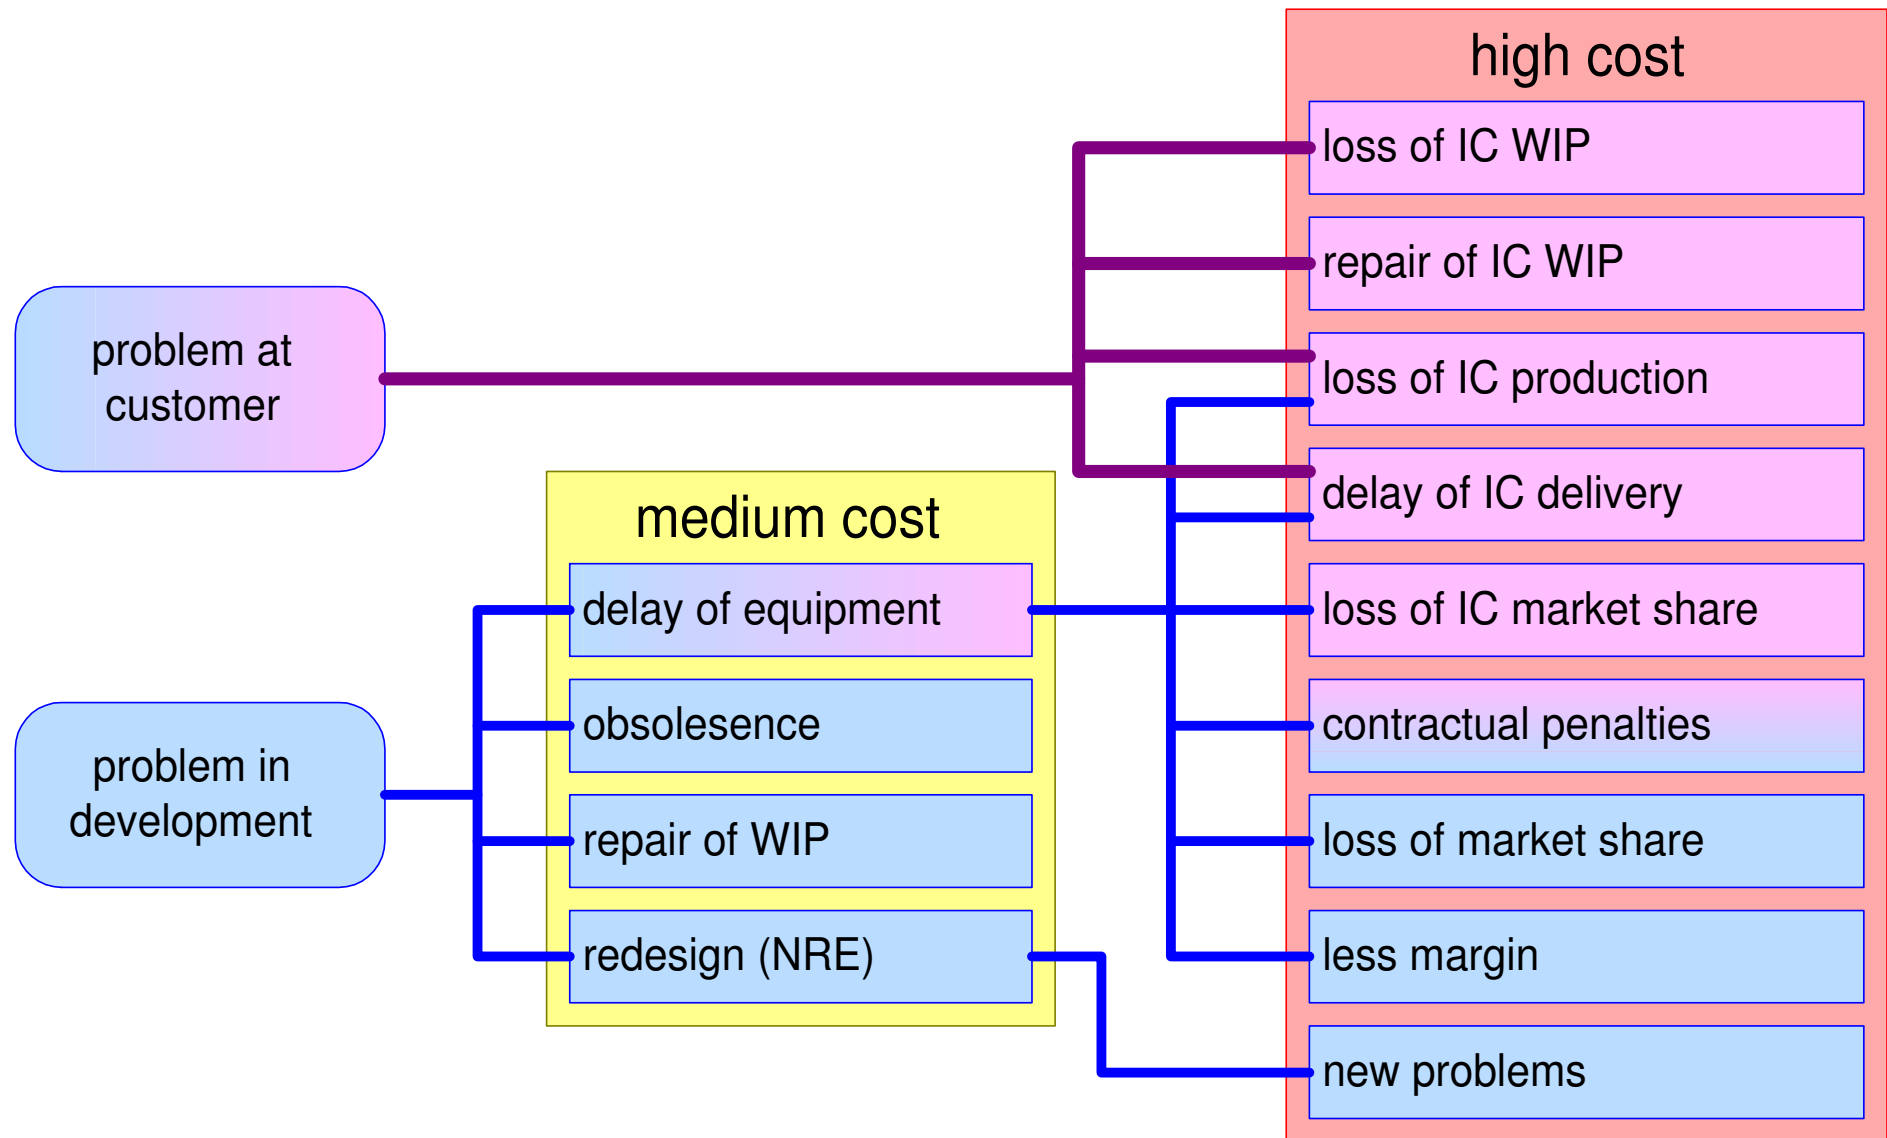 high cost
loss of IC WIP
repair of IC WIP
loss of IC production
delay of IC delivery
loss of IC market share
contractual penalties
loss of market share
less margin
new problems
problem at
customer
medium cost
delay of equipment
obsolesence
repair of WIP
redesign (NRE)
problem in
development